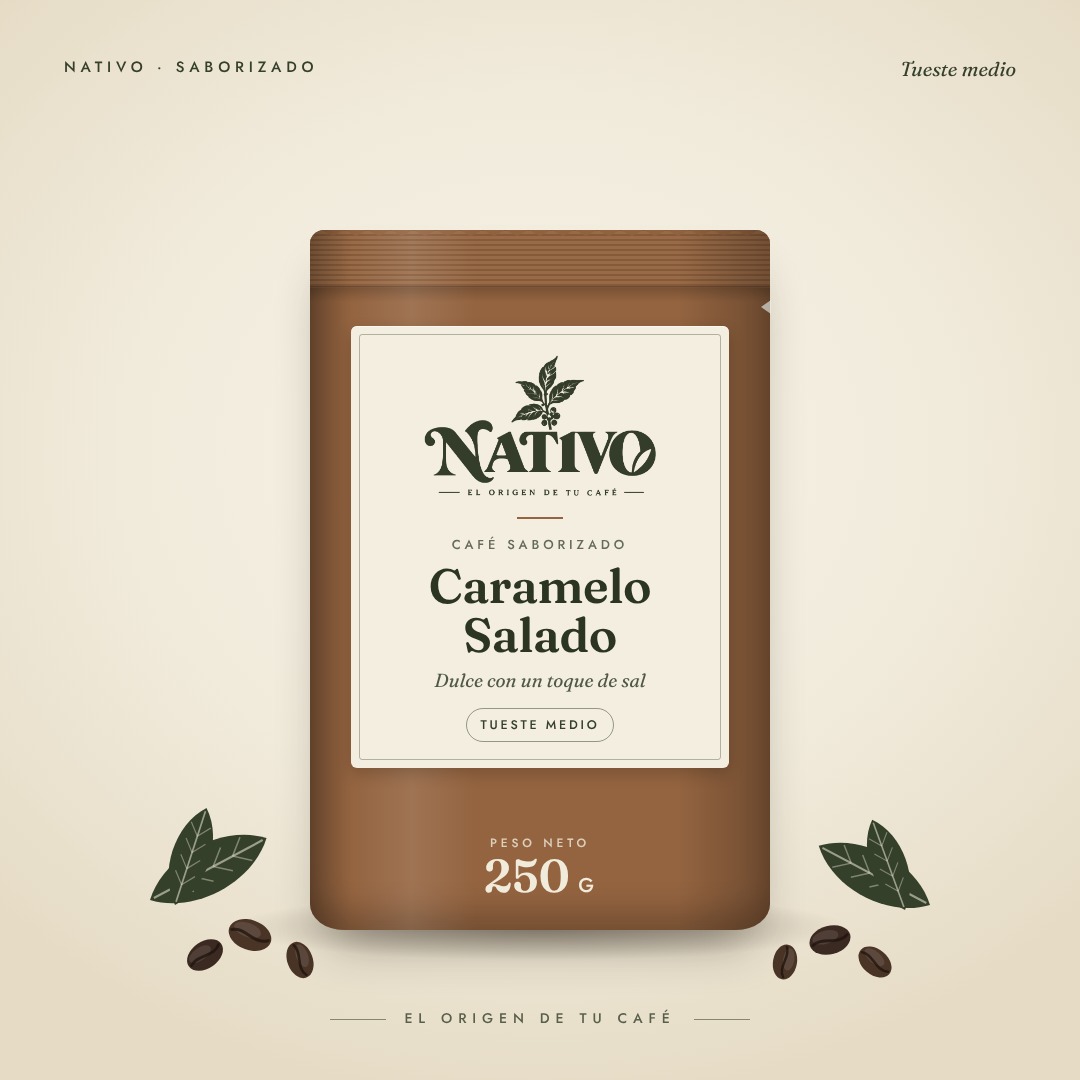 NATIVO · SABORIZADO
Tueste medio
NATIVO
EL ORIGEN DE TU CAFÉ
CAFÉ SABORIZADO
Caramelo
Salado
Dulce con un toque de sal
TUESTE MEDIO
PESO NETO
250 G
EL ORIGEN DE TU CAFÉ